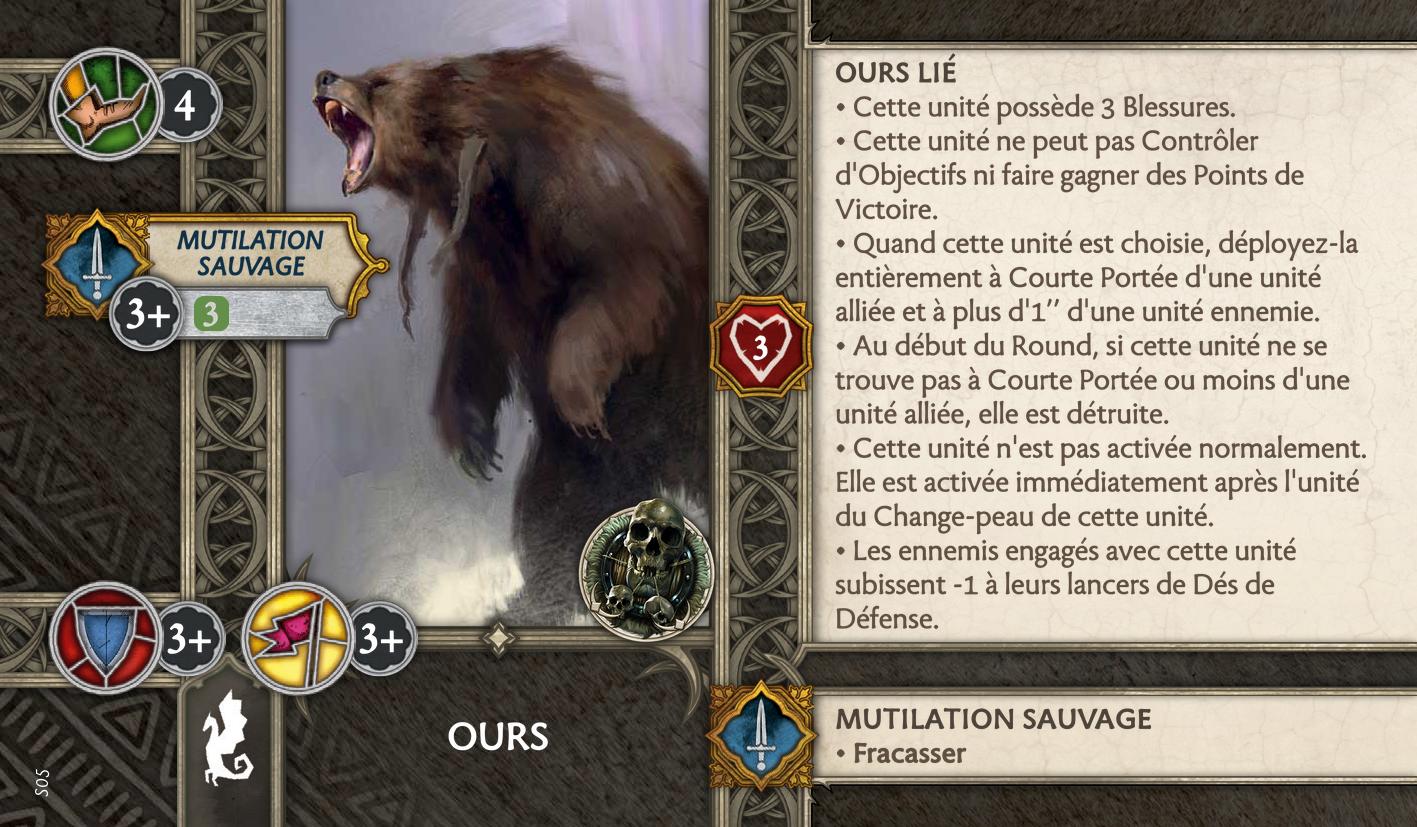 4
MUTILATION
SAUVAGE
3+
3
3+
3+
OURS
S05
3
OURS LIÉ
• Cette unité possède 3 Blessures.
• Cette unité ne peut pas Contrôler
d'Objectifs ni faire gagner des Points de
Victoire.
• Quand cette unité est choisie, déployez-la
entièrement à Courte Portée d'une unité
alliée et à plus d'1’’ d'une unité ennemie.
• Au début du Round, si cette unité ne se
trouve pas à Courte Portée ou moins d'une
unité alliée, elle est détruite.
• Cette unité n'est pas activée normalement.
Elle est activée immédiatement après l'unité
du Change-peau de cette unité.
• Les ennemis engagés avec cette unité
subissent -1 à leurs lancers de Dés de
Défense.
MUTILATION SAUVAGE
• Fracasser